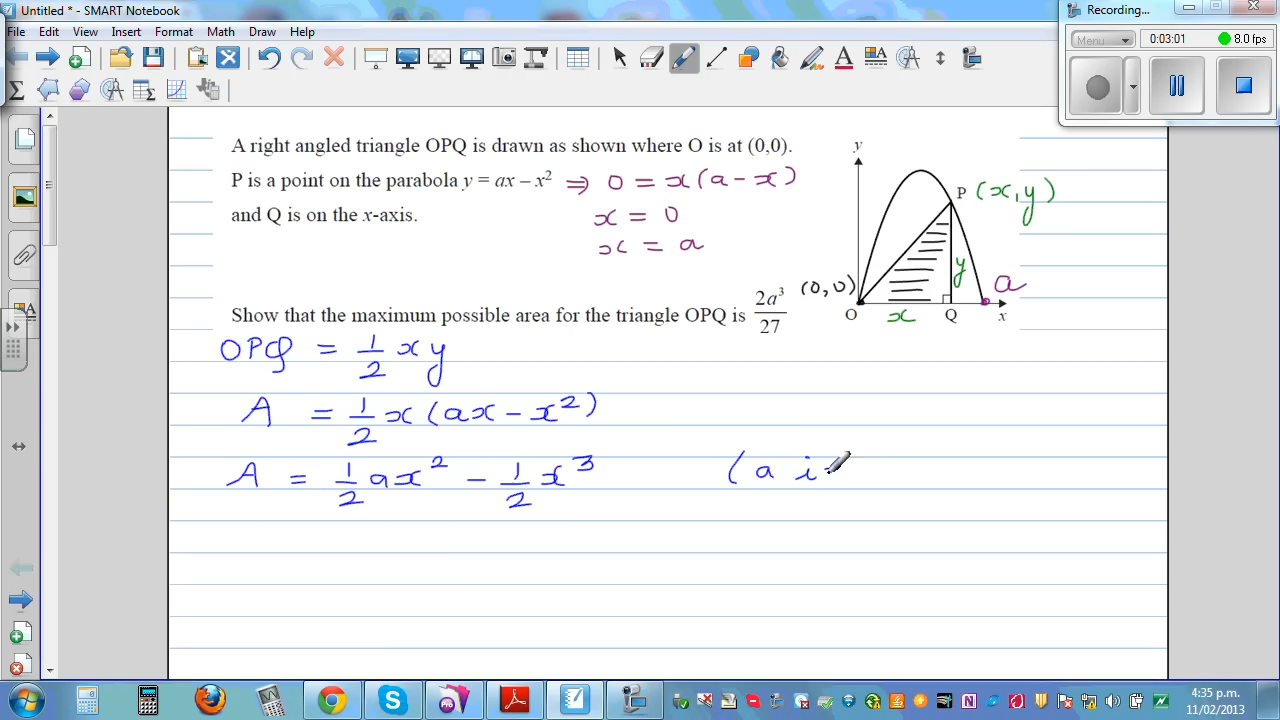 Untitled * - SMART Notebook
File Edit View Insert Format Math Draw Help
Recording...
Menu 0:03:01 8.0 fps
A right angled triangle OPQ is drawn as shown where O is at (0,0).
P is a point on the parabola y = ax – x² ⇒ 0 = x(a – x)
and Q is on the x-axis.
x = 0
x = a
y
P (x, y)
y
(0, 0)
a
O x Q x
Show that the maximum possible area for the triangle OPQ is 2a³/27
OPQ = 1/2 x y
A = 1/2 x (ax – x²)
A = 1/2 ax² – 1/2 x³ ( a i
4:35 p.m.
11/02/2013